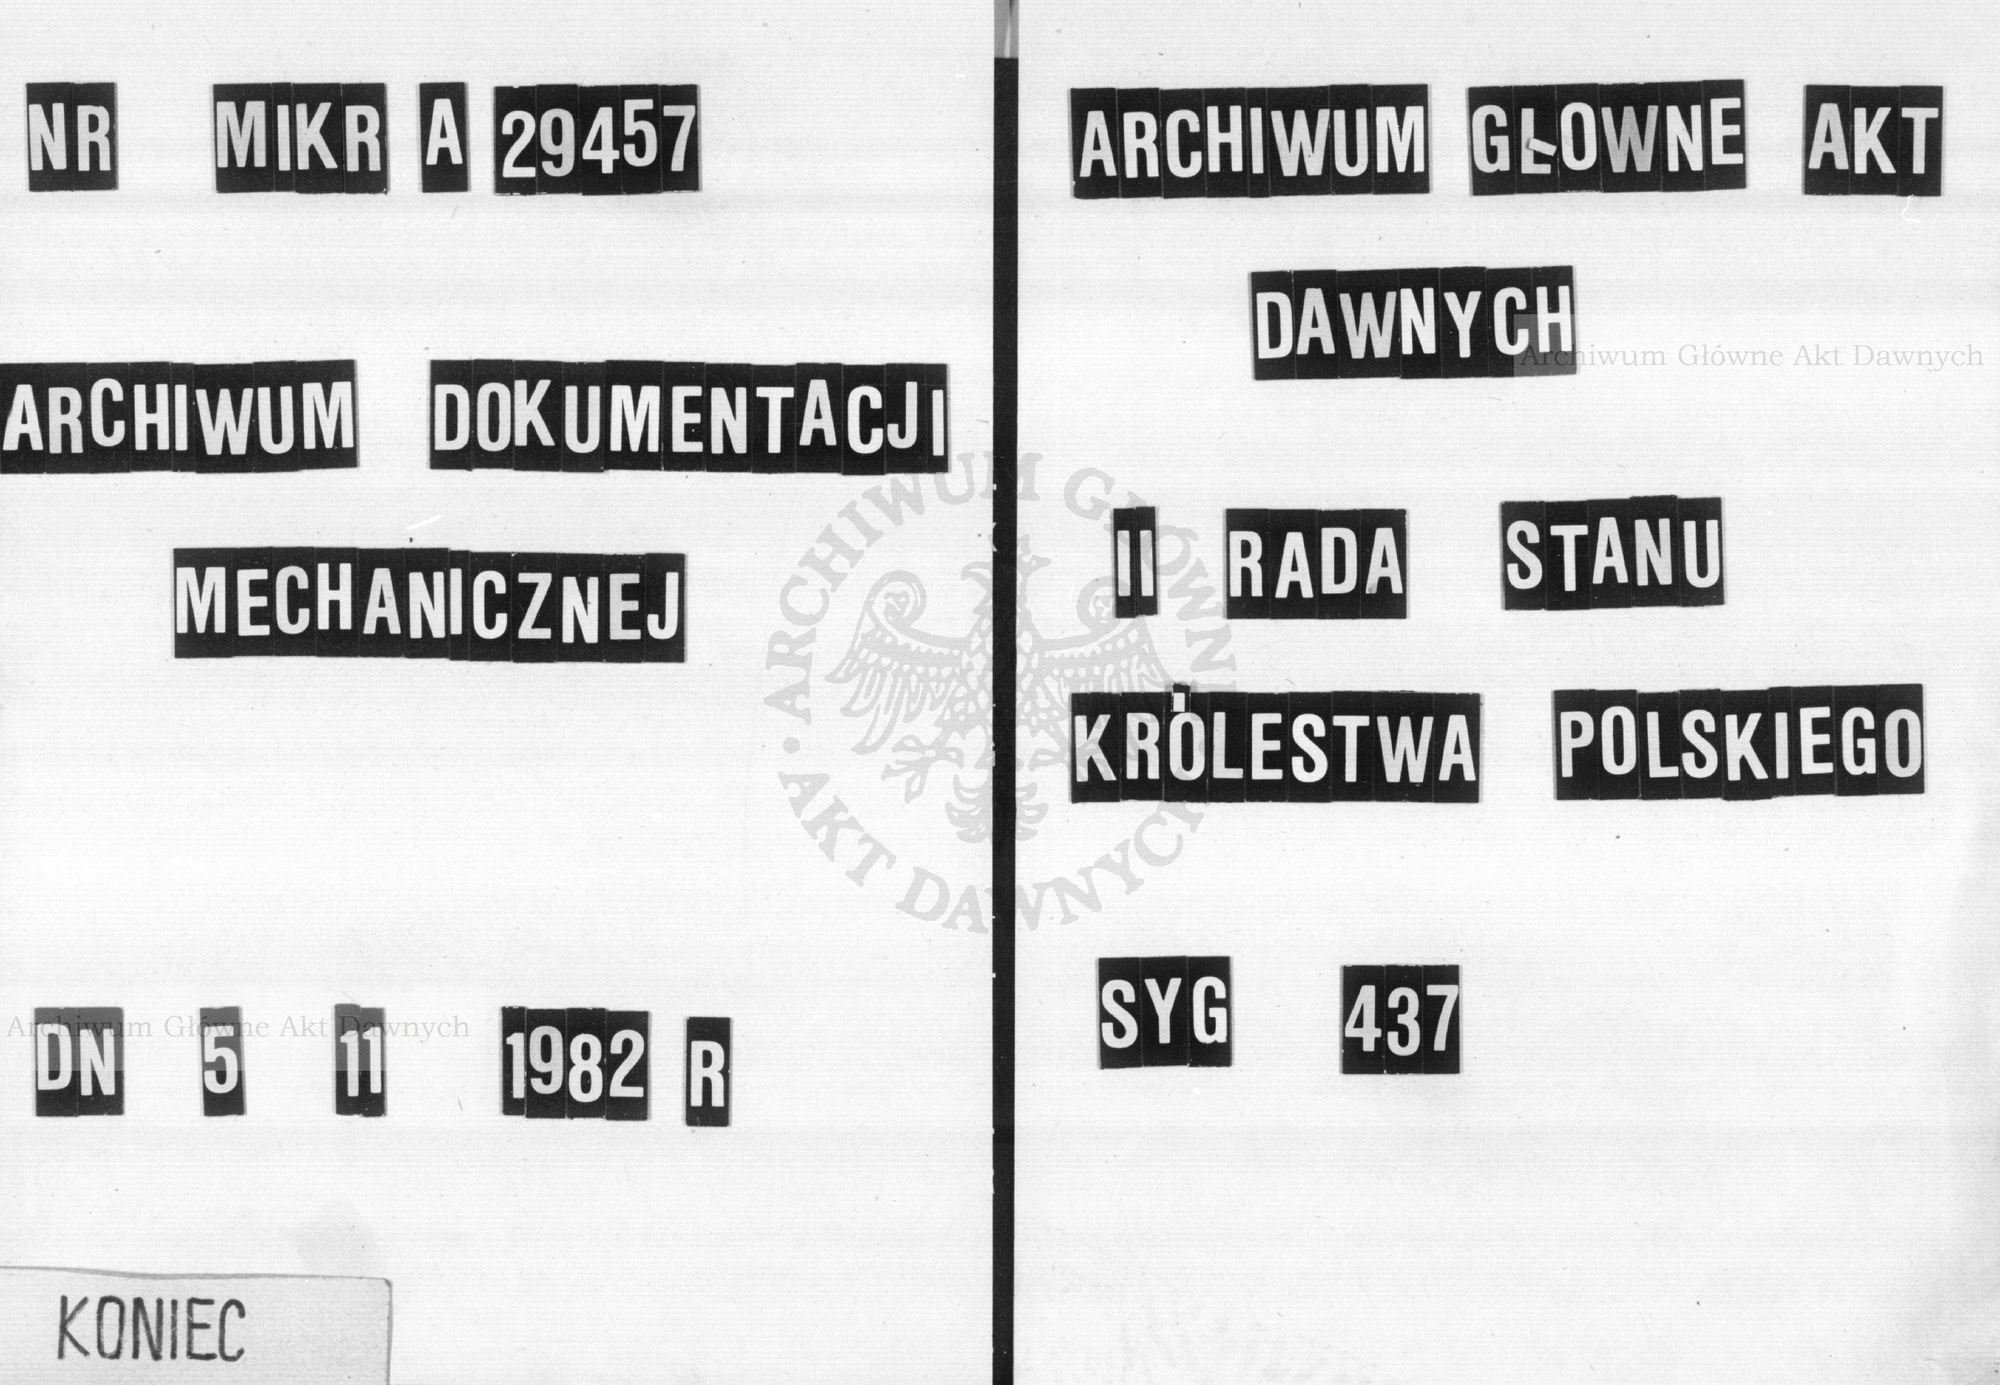 NR MIKR A 29457
ARCHIWUM DOKUMENTACJI
MECHANICZNEJ
DN 5 11 1982 R
KONIEC
ARCHIWUM GŁOWNE AKT
DAWNYCH
II RADA STANU
KRÓLESTWA POLSKIEGO
SYG 437
Archiwum Główne Akt Dawnych
Archiwum Główne Akt Dawnych
ARCHIWUM GŁÓWNE
AKT DAWNYCH